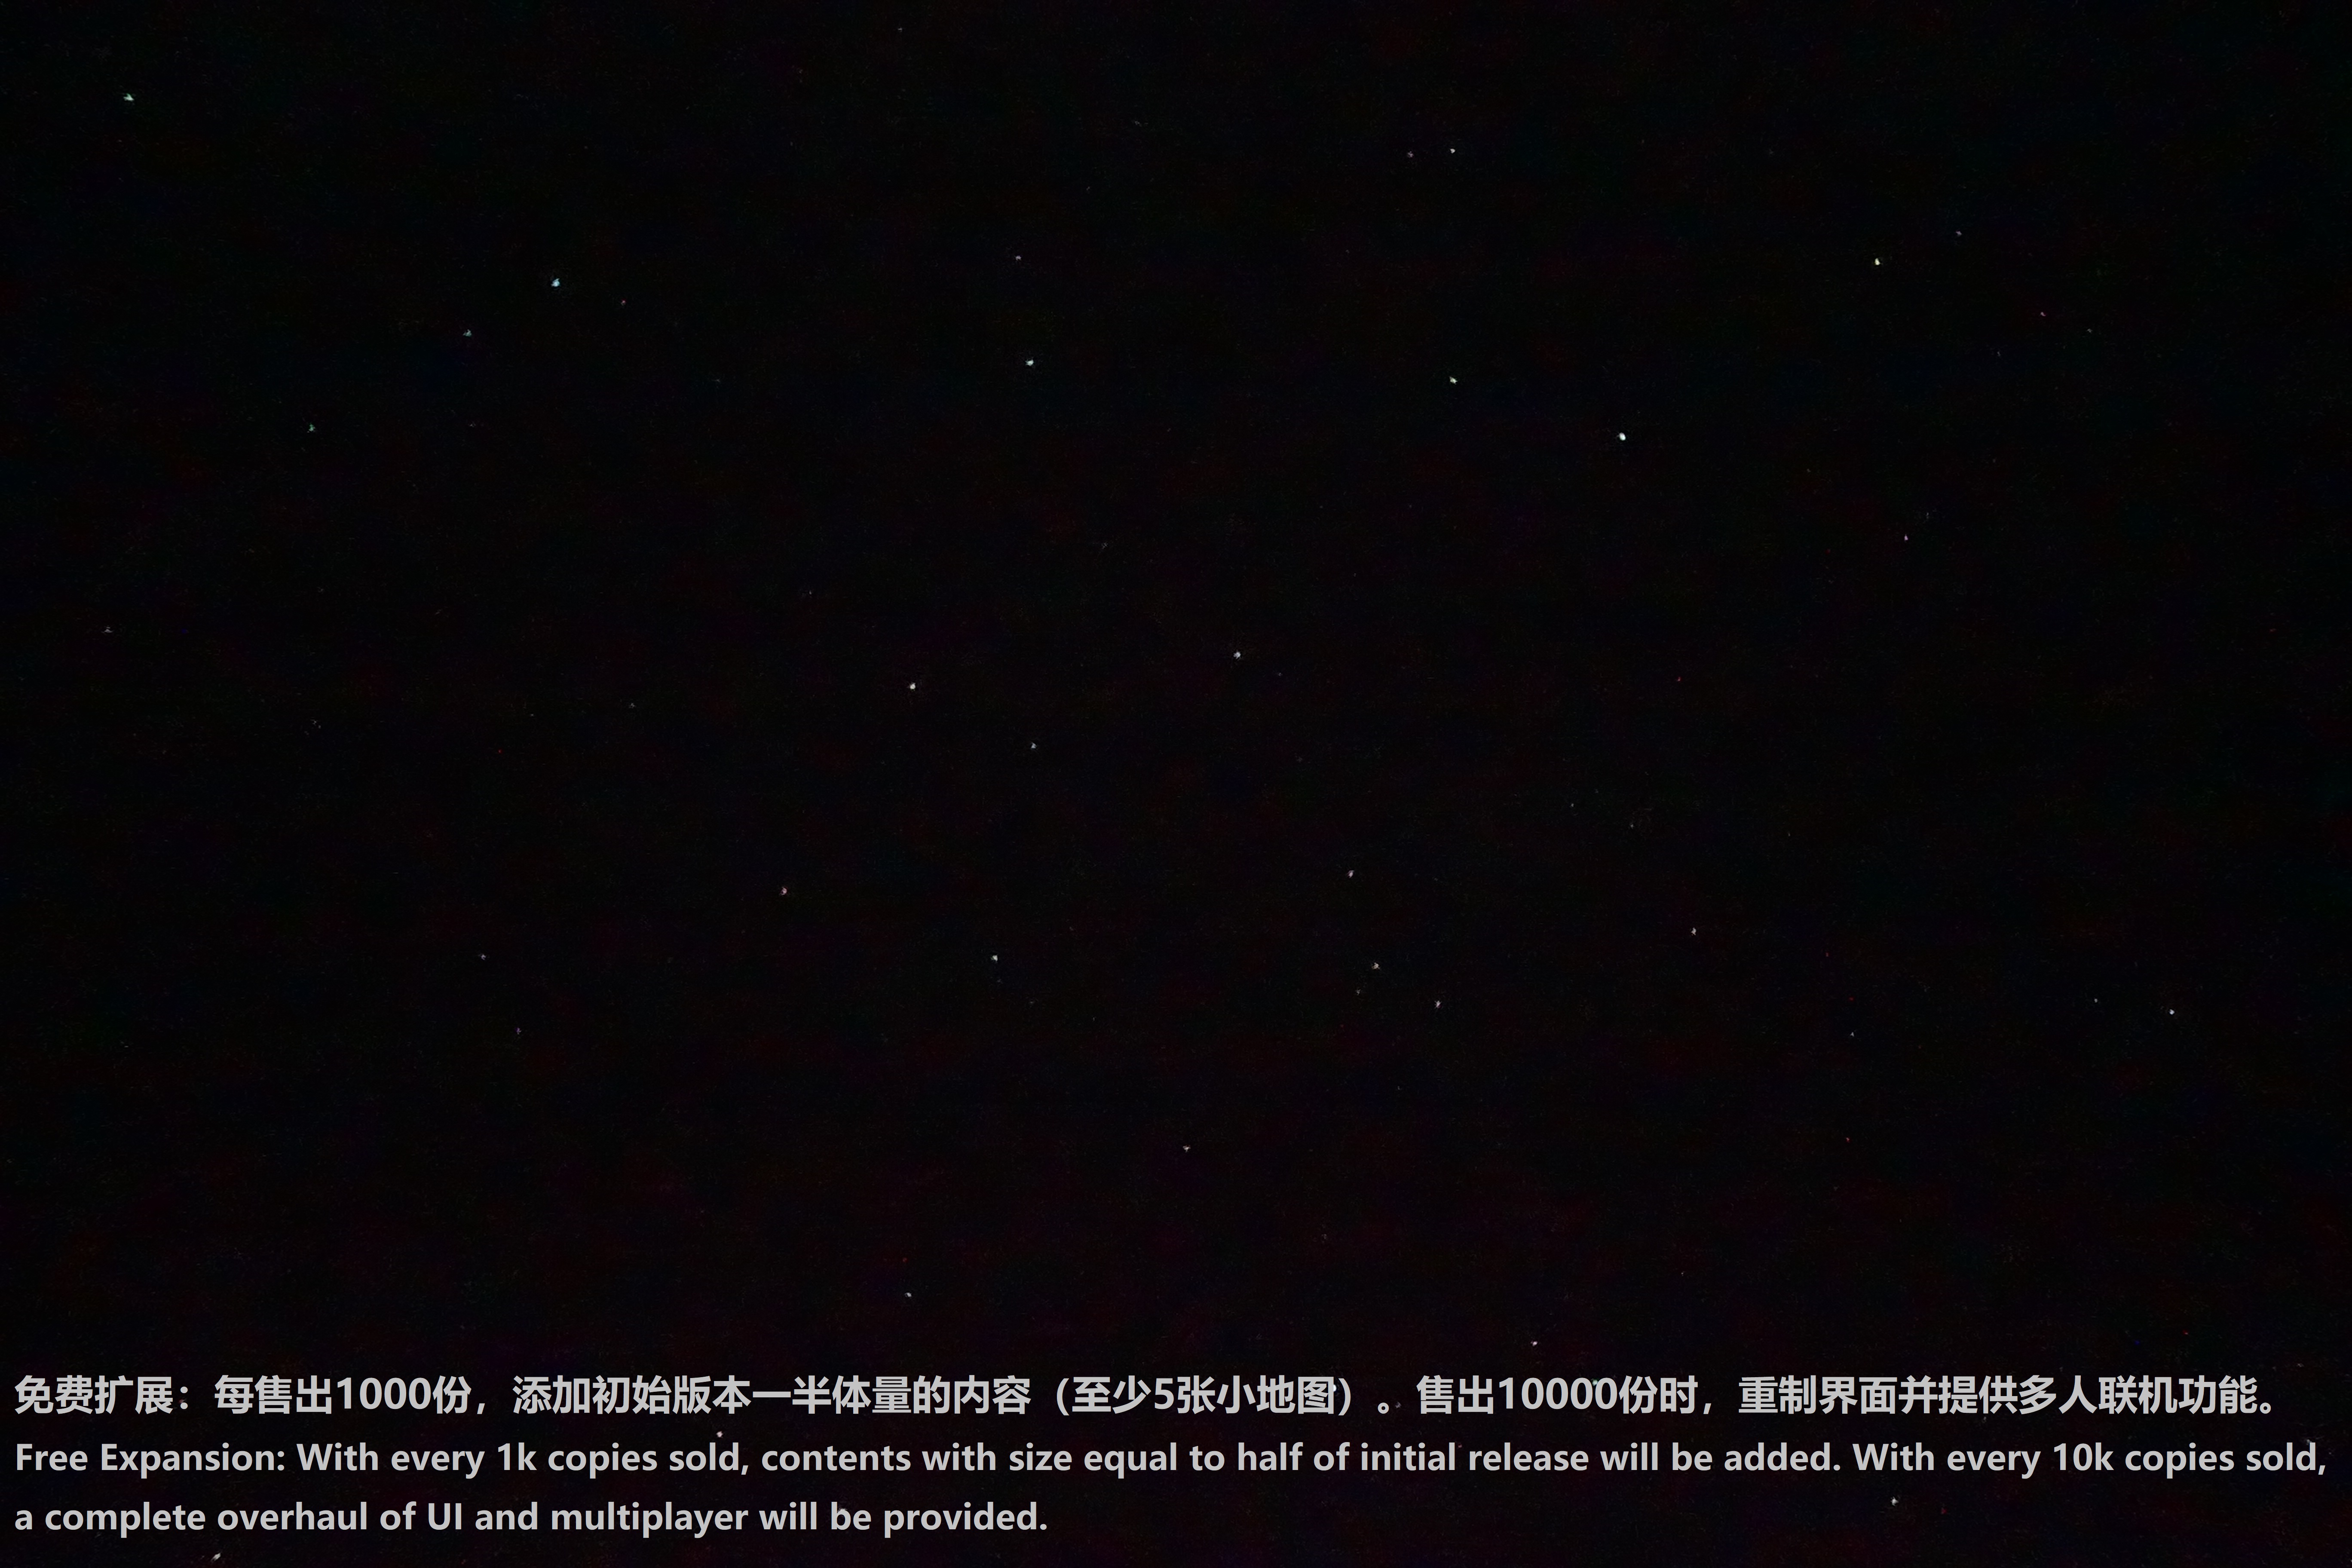 免费扩展：每售出1000份，添加初始版本一半体量的内容（至少5张小地图）。售出10000份时，重制界面并提供多人联机功能。
Free Expansion: With every 1k copies sold, contents with size equal to half of initial release will be added. With every 10k copies sold,
a complete overhaul of UI and multiplayer will be provided.